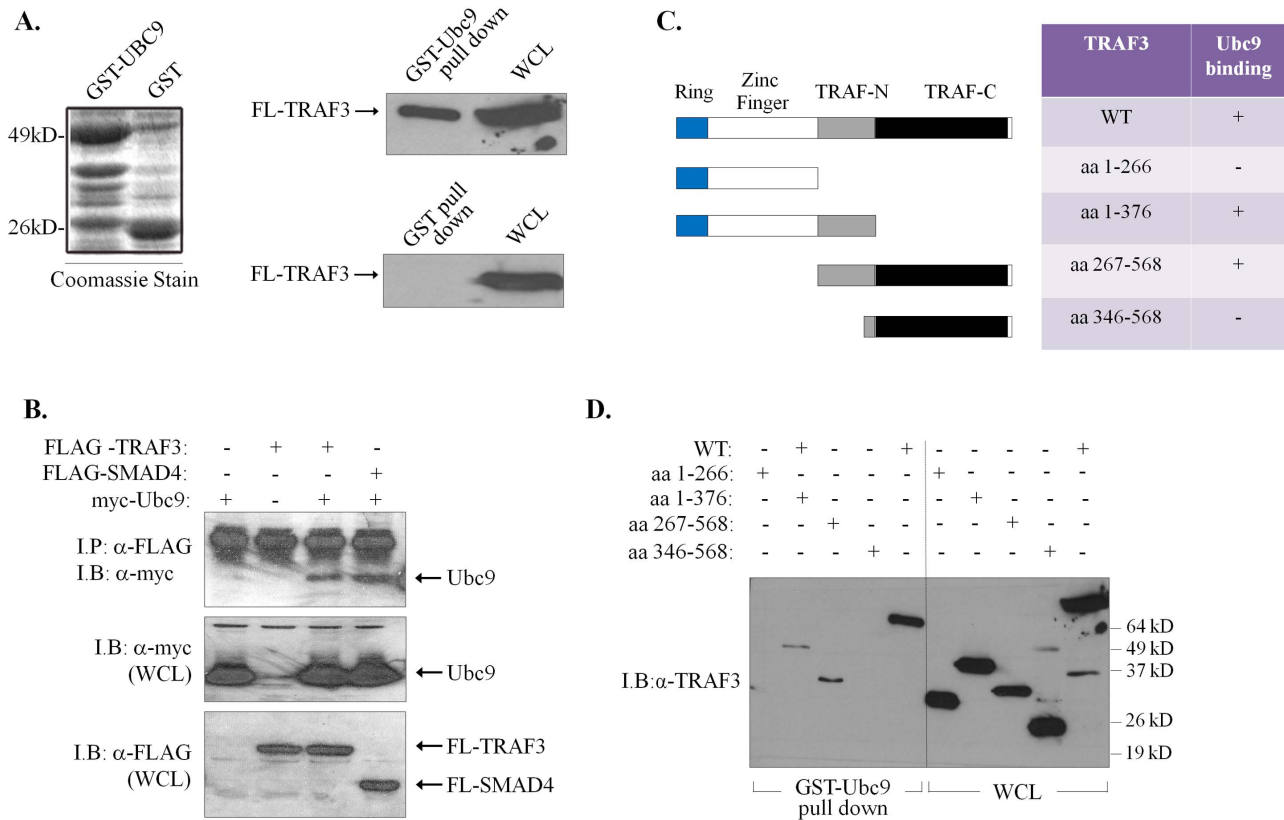 A.
GST-UBC9
GST
49kD-
26kD-
Coomassie Stain
GST-Ubc9
pull down
WCL
FL-TRAF3
GST pull
down
WCL
FL-TRAF3
C.
Ring
Zinc
Finger
TRAF-N
TRAF-C
TRAF3 Ubc9 binding
WT +
aa 1-266 -
aa 1-376 +
aa 267-568 +
aa 346-568 -
B.
FLAG -TRAF3: - + + -
FLAG-SMAD4: - - - +
myc-Ubc9: + - + +
I.P: α-FLAG
I.B: α-myc
Ubc9
I.B: α-myc
(WCL)
Ubc9
I.B: α-FLAG
(WCL)
FL-TRAF3
FL-SMAD4
D.
WT: - + - - + - - - - +
aa 1-266: + - - - - + - - - -
aa 1-376: - + - - - - + - - -
aa 267-568: - - + - - - - + - -
aa 346-568: - - - + - - - - + -
I.B:α-TRAF3
64 kD
49 kD
37 kD
26 kD
19 kD
GST-Ubc9
pull down
WCL